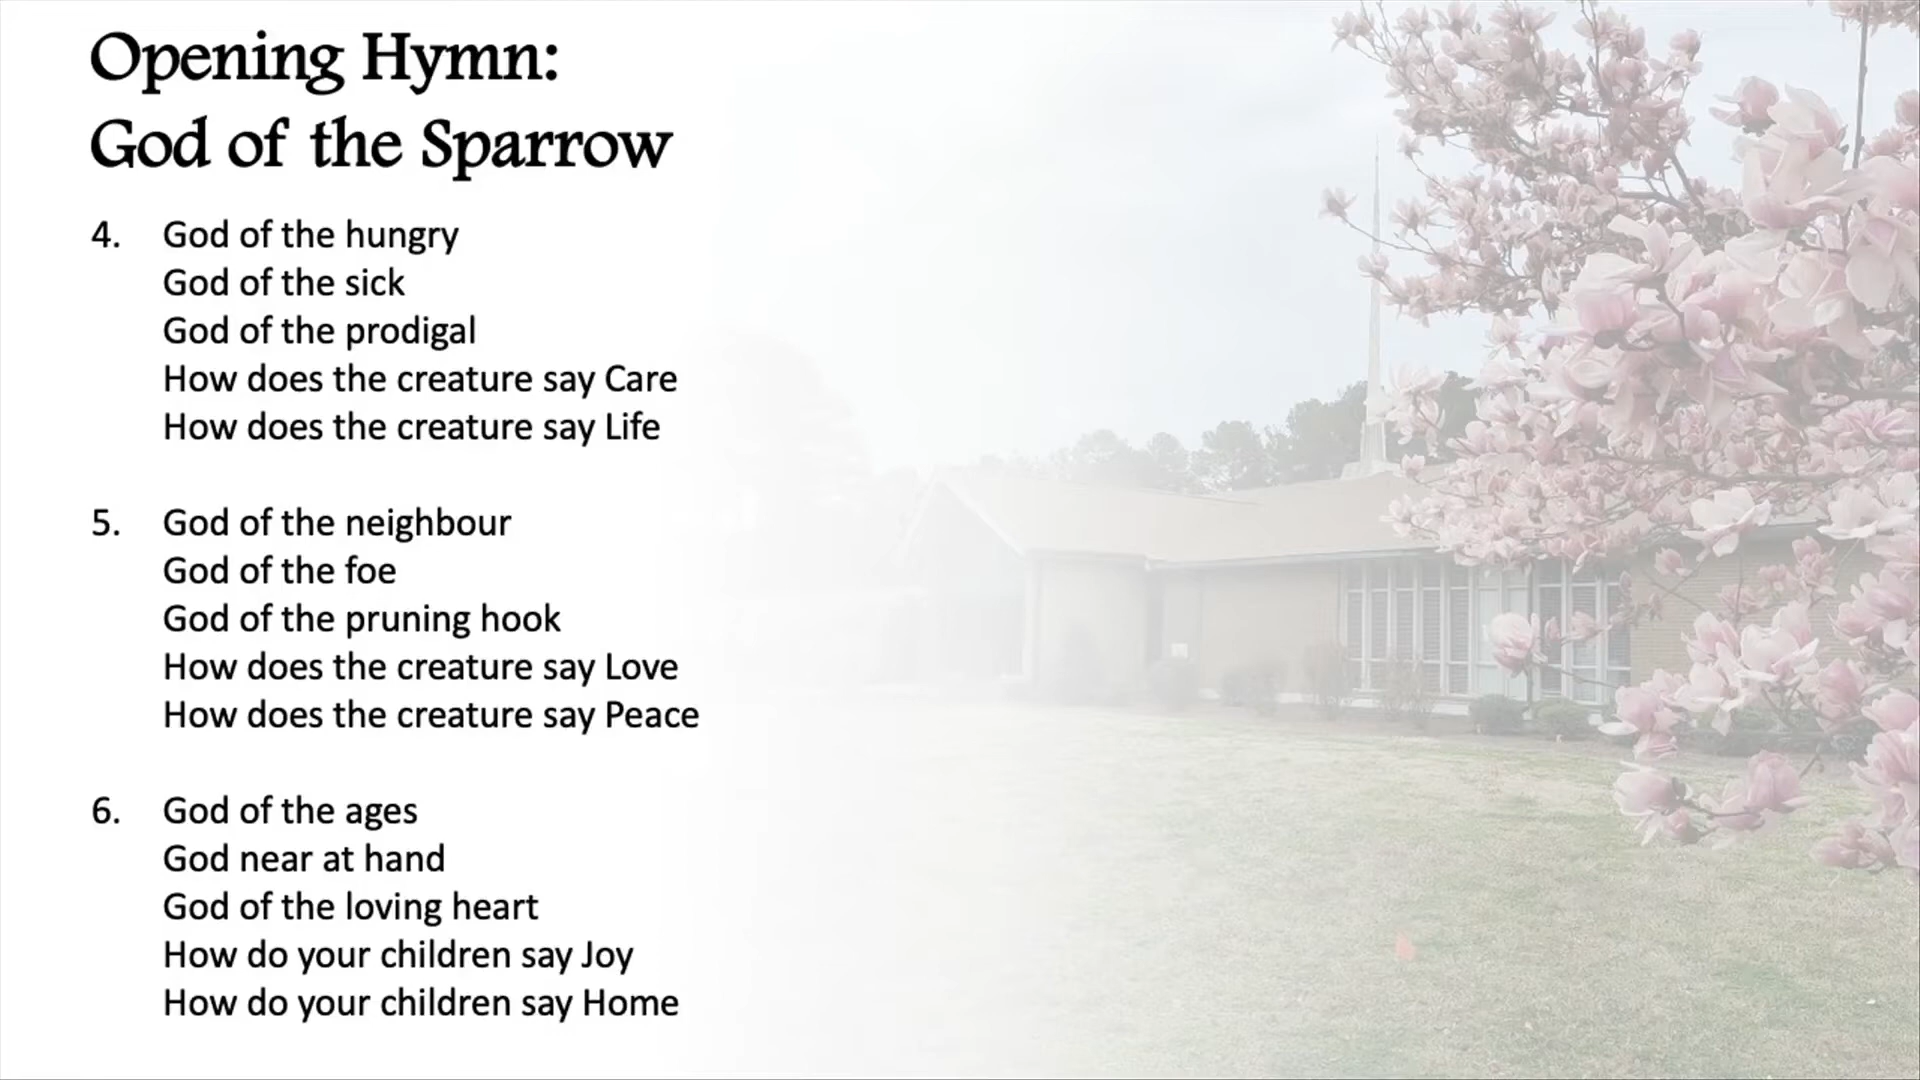 Opening Hymn:
God of the Sparrow
4. God of the hungry
God of the sick
God of the prodigal
How does the creature say Care
How does the creature say Life
5. God of the neighbour
God of the foe
God of the pruning hook
How does the creature say Love
How does the creature say Peace
6. God of the ages
God near at hand
God of the loving heart
How do your children say Joy
How do your children say Home